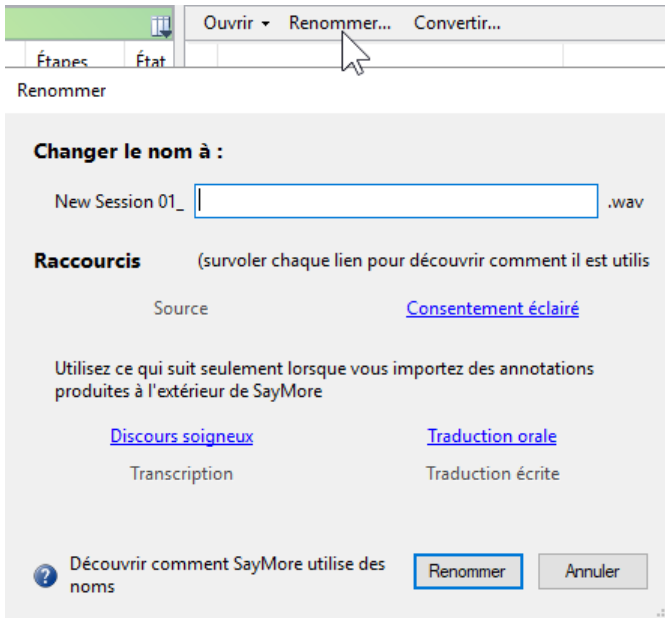 Ouvrir Renommer... Convertir...
Étapes État
Renommer
Changer le nom à :
New Session 01_ .wav
Raccourcis (survoler chaque lien pour découvrir comment il est utilis
Source Consentement éclairé
Utilisez ce qui suit seulement lorsque vous importez des annotations
produites à l'extérieur de SayMore
Discours soigneux Traduction orale
Transcription Traduction écrite
Découvrir comment SayMore utilise des
noms
Renommer Annuler